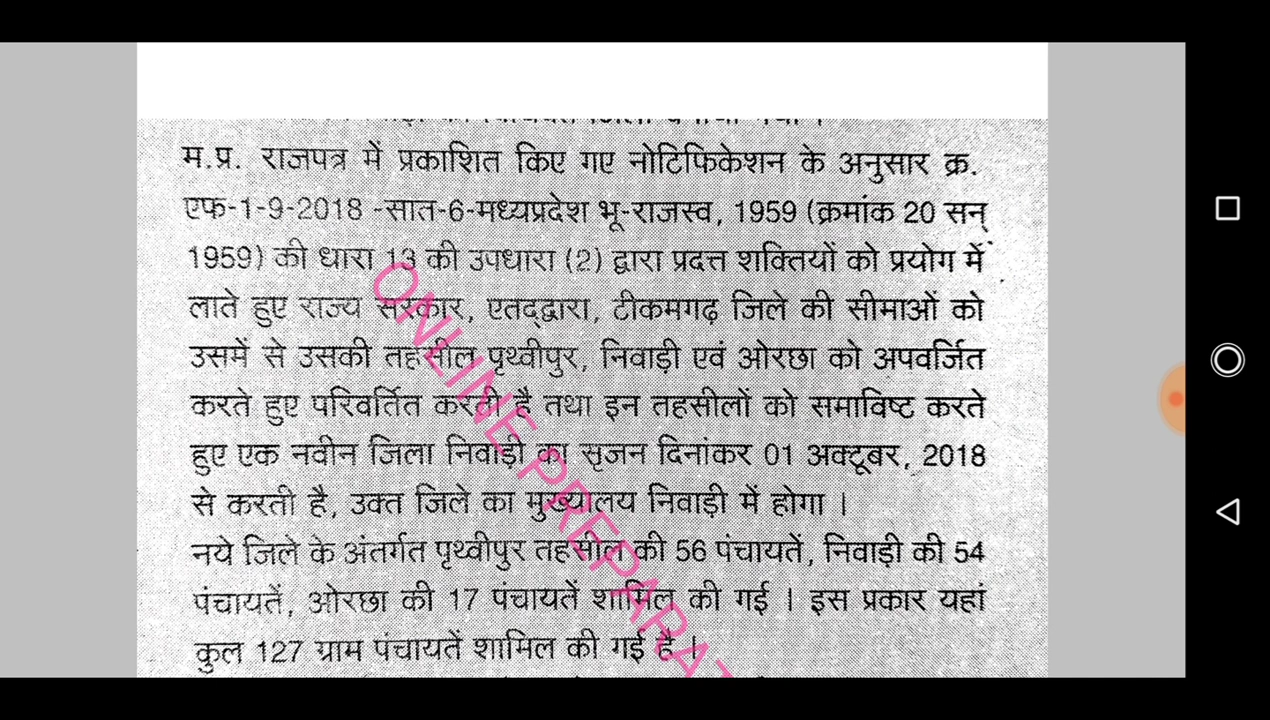 म.प्र. राजपत्र में प्रकाशित किए गए नोटिफिकेशन के अनुसार क्र.
एफ-1-9-2018 -सात-6-मध्यप्रदेश भू-राजस्व, 1959 (क्रमांक 20 सन्
1959) की धारा 13 की उपधारा (2) द्वारा प्रदत्त शक्तियों को प्रयोग में
लाते हुए राज्य सरकार, एतद्द्वारा, टीकमगढ़ जिले की सीमाओं को
उसमें से उसकी तहसील पृथ्वीपुर, निवाड़ी एवं ओरछा को अपवर्जित
करते हुए परिवर्तित करती है तथा इन तहसीलों को समाविष्ट करते
हुए एक नवीन जिला निवाड़ी का सृजन दिनांकर 01 अक्टूबर, 2018
से करती है, उक्त जिले का मुख्यालय निवाड़ी में होगा ।
नये जिले के अंतर्गत पृथ्वीपुर तहसील की 56 पंचायतें, निवाड़ी की 54
पंचायतें, ओरछा की 17 पंचायतें शामिल की गई । इस प्रकार यहां
कुल 127 ग्राम पंचायतें शामिल की गई है ।
ONLINE PREPARAT